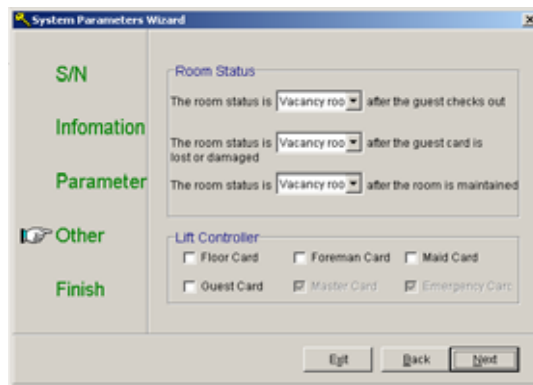 System Parameters Wizard
S/N
Infomation
Parameter
Other
Finish
Room Status
The room status is Vacancy roo after the guest checks out
The room status is Vacancy roo after the guest card is
lost or damaged
The room status is Vacancy roo after the room is maintained
Lift Controller
Floor Card Foreman Card Maid Card
Guest Card Master Card Emergency Carc
Exit Back Next